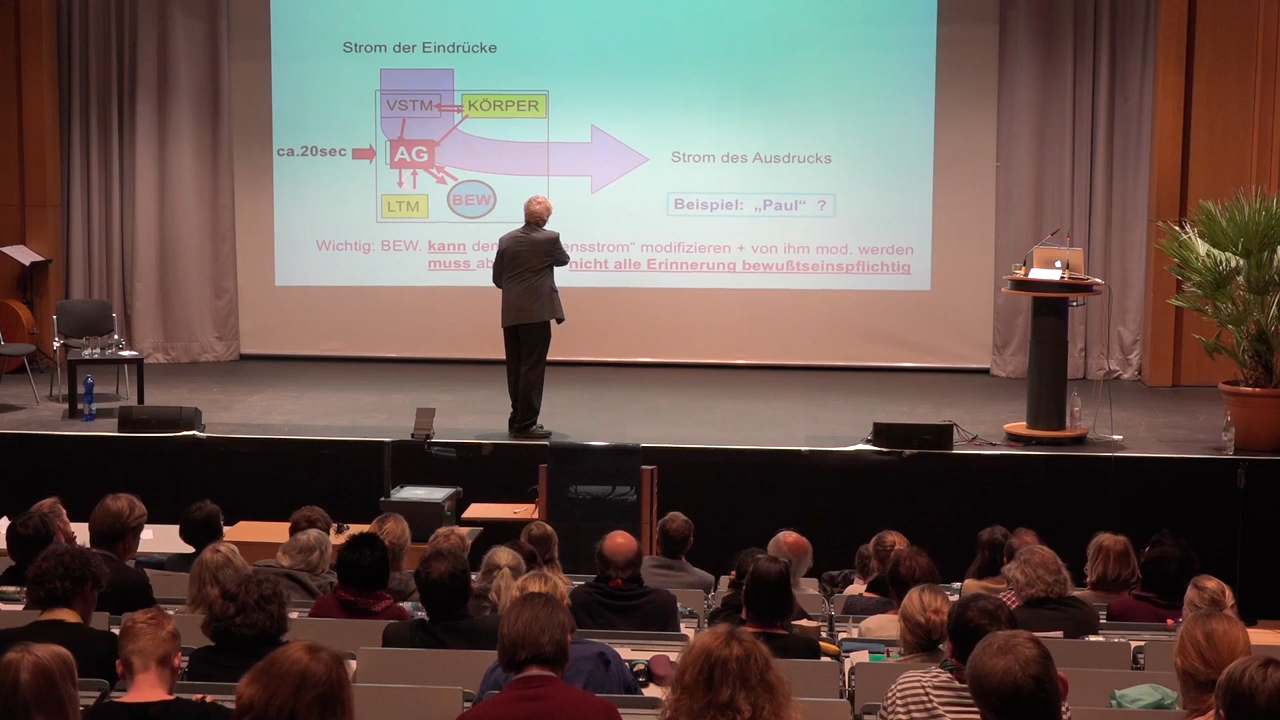 Strom der Eindrücke
VSTM
KÖRPER
ca.20sec
AG
Strom des Ausdrucks
LTM
BEW
Beispiel: „Paul“ ?
Wichtig: BEW. kann ensstrom" modifizieren + von ihm mod. werden
muss nicht alle Erinnerung bewußtseinspflichtig